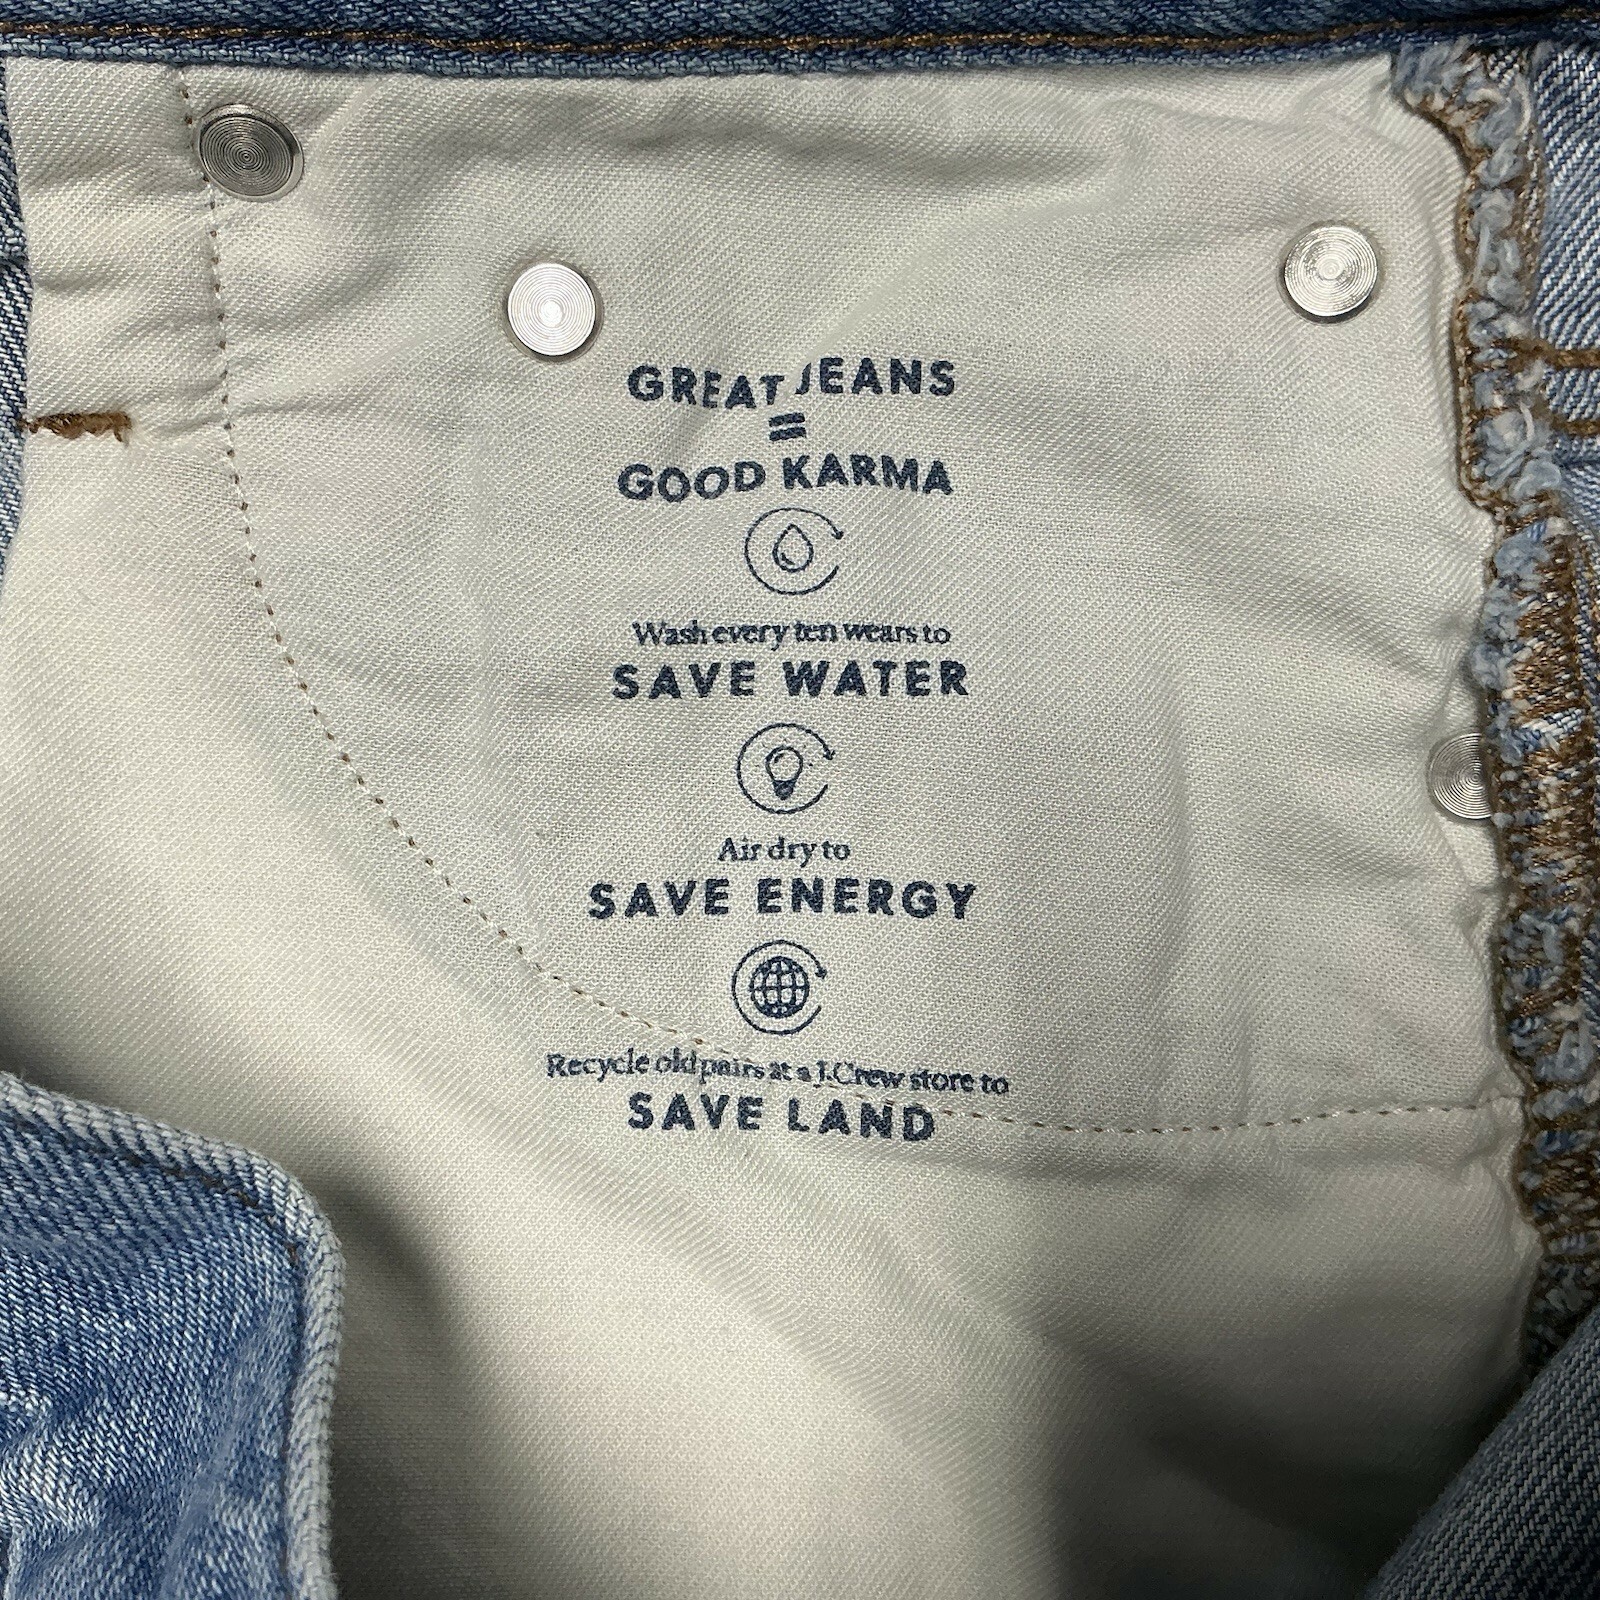 GREAT JEANS
=
GOOD KARMA
Wash every ten wears to
SAVE WATER
Air dry to
SAVE ENERGY
Recycle old pairs at a J.Crew store to
SAVE LAND